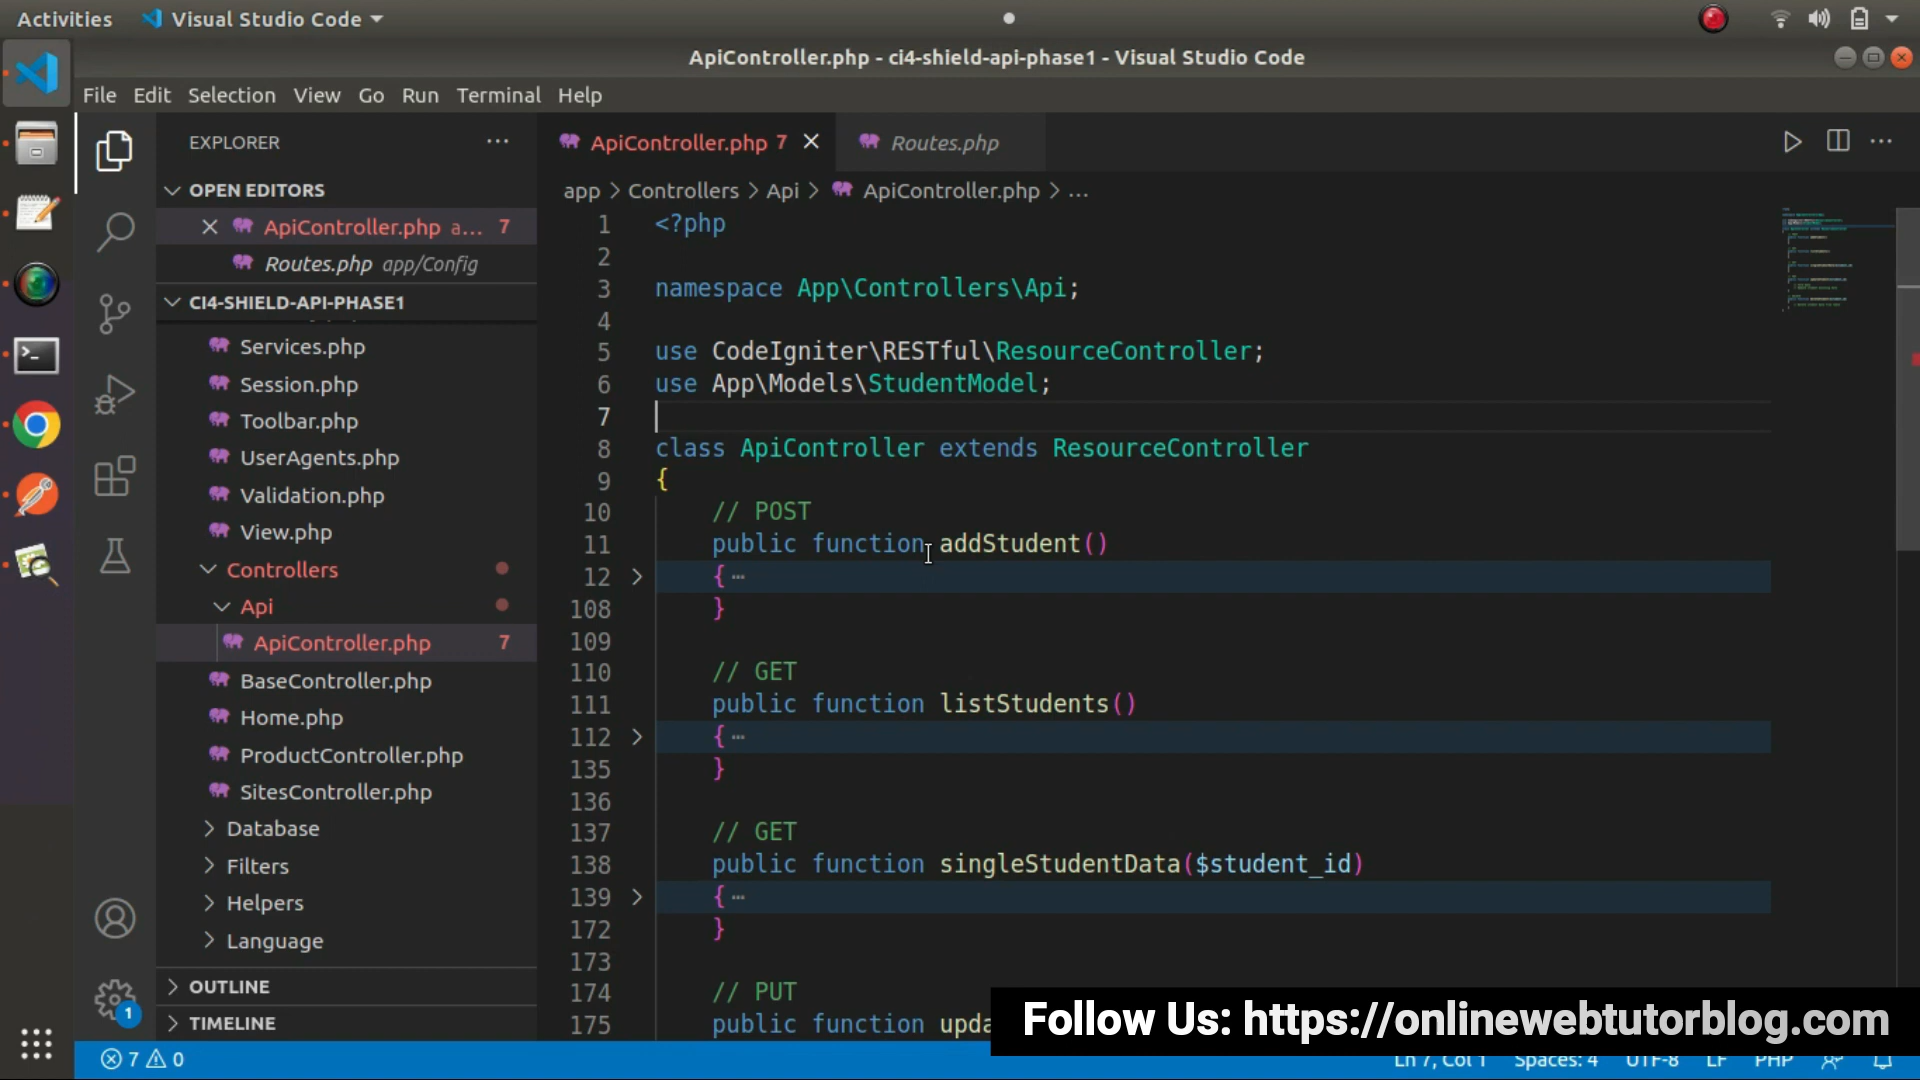 Activities
Visual Studio Code
ApiController.php - ci4-shield-api-phase1 - Visual Studio Code
File Edit Selection View Go Run Terminal Help
EXPLORER ...
OPEN EDITORS
ApiController.php a... 7
Routes.php app/Config
CI4-SHIELD-API-PHASE1
Services.php
Session.php
Toolbar.php
UserAgents.php
Validation.php
View.php
Controllers
Api
ApiController.php 7
BaseController.php
Home.php
ProductController.php
SitesController.php
Database
Filters
Helpers
Language
OUTLINE
TIMELINE
1
ApiController.php 7
Routes.php
app > Controllers > Api > ApiController.php > ...
1 <?php
2
3 namespace App\Controllers\Api;
4
5 use CodeIgniter\RESTful\ResourceController;
6 use App\Models\StudentModel;
7
8 class ApiController extends ResourceController
9 {
10 // POST
11 public function addStudent()
12 { ...
108 }
109
110 // GET
111 public function listStudents()
112 { ...
135 }
136
137 // GET
138 public function singleStudentData($student_id)
139 { ...
172 }
173
174 // PUT
175 public function upda
Follow Us: https://onlinewebtutorblog.com
7 0
Ln 7, Col 1 Spaces: 4 UTF-8 LF PHP